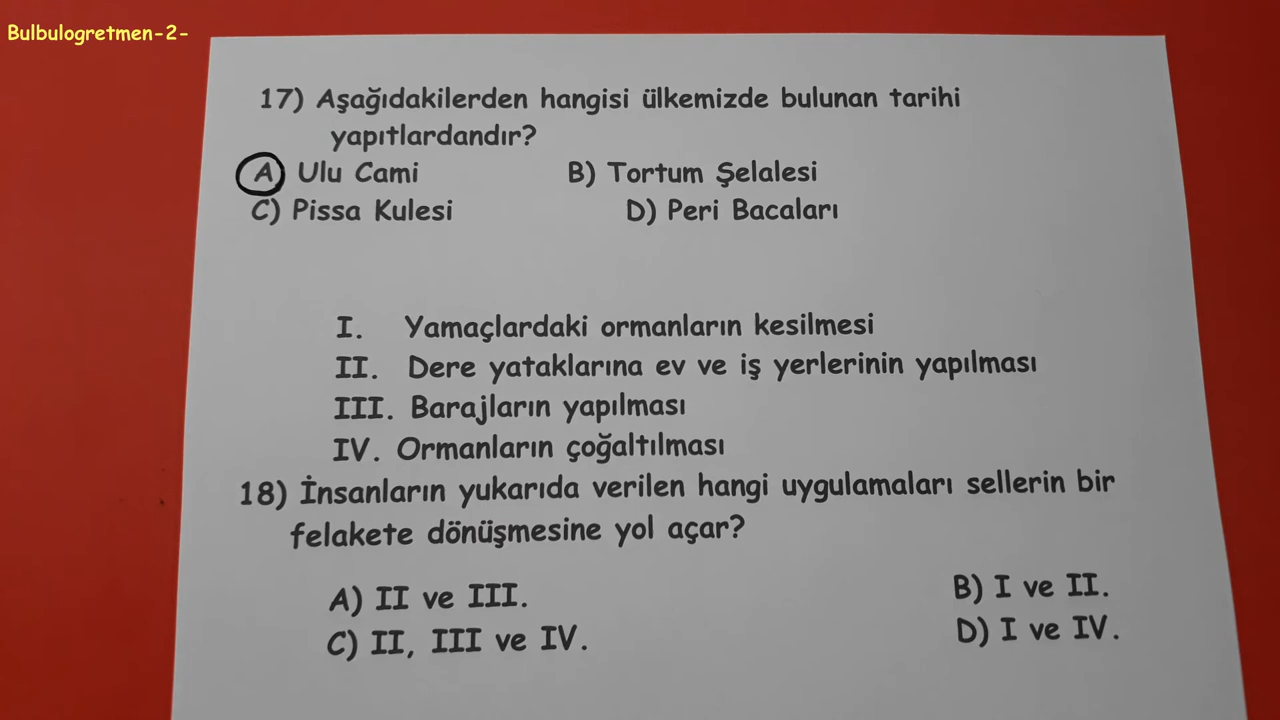 Bulbulogretmen-2-
17) Aşağıdakilerden hangisi ülkemizde bulunan tarihi
yapıtlardandır?
A) Ulu Cami B) Tortum Şelalesi
C) Pissa Kulesi D) Peri Bacaları
I. Yamaçlardaki ormanların kesilmesi
II. Dere yataklarına ev ve iş yerlerinin yapılması
III. Barajların yapılması
IV. Ormanların çoğaltılması
18) İnsanların yukarıda verilen hangi uygulamaları sellerin bir
felakete dönüşmesine yol açar?
A) II ve III. B) I ve II.
C) II, III ve IV. D) I ve IV.